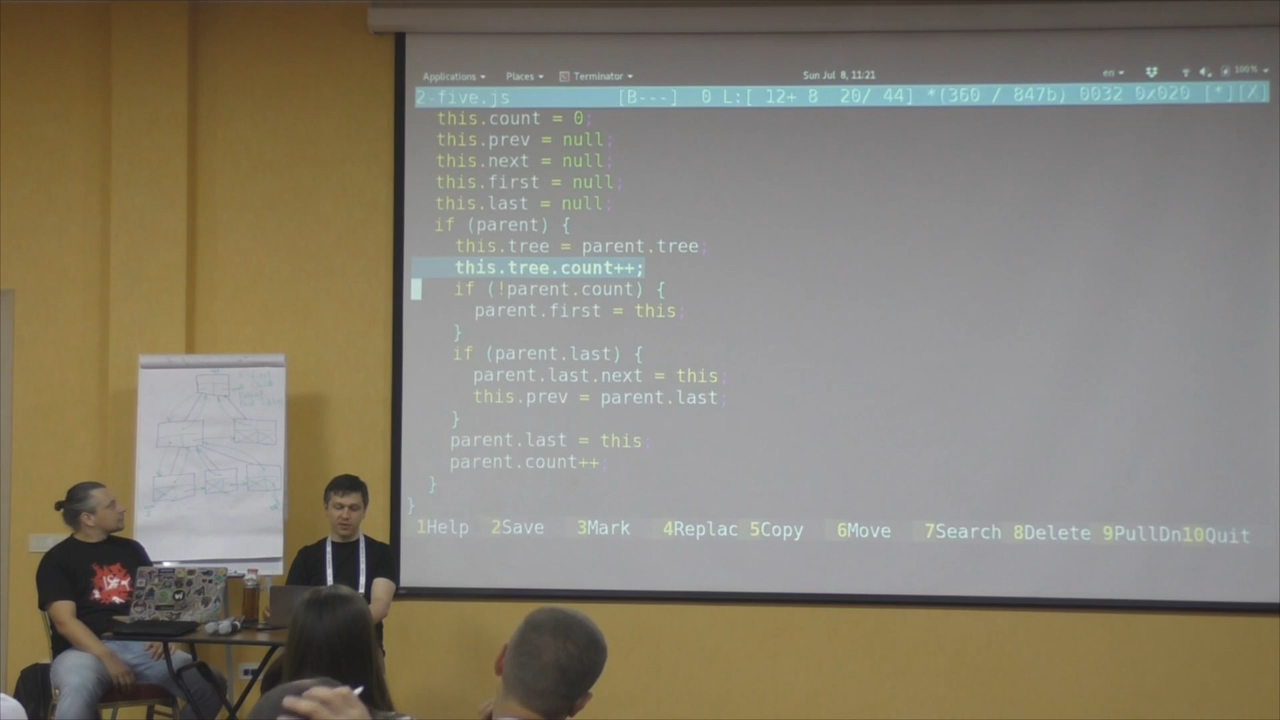 Applications Places Terminator Sun Jul 8, 11:21 en 100%
2-five.js [B---] 0 L:[ 12+ 8 20/ 44] *(360 / 847b) 0032 0x020 [*][X]
this.count = 0;
this.prev = null;
this.next = null;
this.first = null;
this.last = null;
if (parent) {
this.tree = parent.tree;
this.tree.count++;
if (!parent.count) {
parent.first = this;
}
if (parent.last) {
parent.last.next = this;
this.prev = parent.last;
}
parent.last = this;
parent.count++;
}
}
1Help 2Save 3Mark 4Replac 5Copy 6Move 7Search 8Delete 9PullDn 10Quit